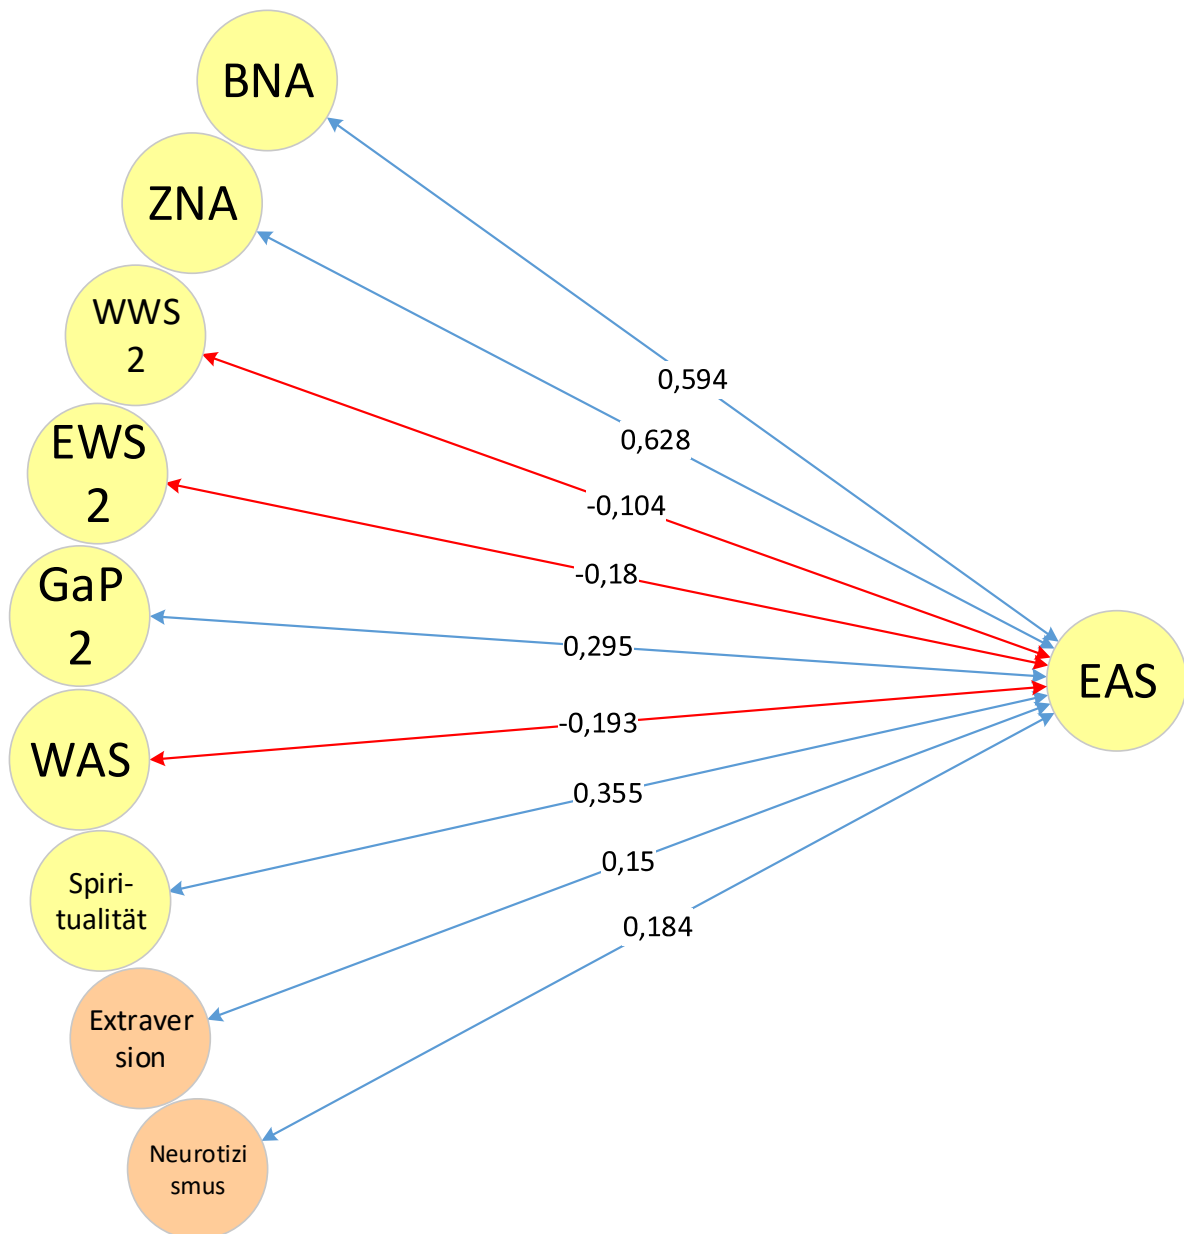 BNA
ZNA
WWS
2
EWS
2
GaP
2
WAS
Spiri-
tualität
Extraver
sion
Neurotizi
smus
0,594
0,628
-0,104
-0,18
0,295
-0,193
0,355
0,15
0,184
EAS